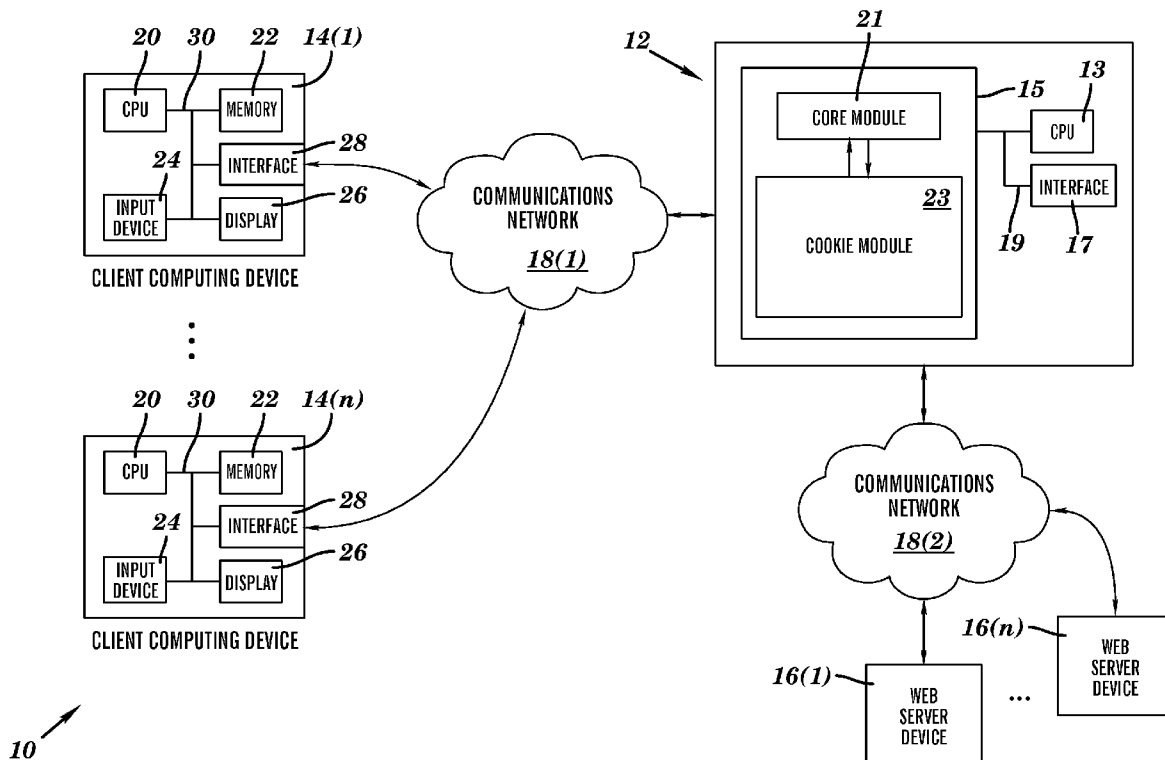 20
30
22
14(1)
CPU
MEMORY
28
INTERFACE
24
26
INPUT
DEVICE
DISPLAY
CLIENT COMPUTING DEVICE
20
30
22
14(n)
CPU
MEMORY
28
INTERFACE
24
26
INPUT
DEVICE
DISPLAY
CLIENT COMPUTING DEVICE
10
COMMUNICATIONS
NETWORK
18(1)
12
21
15
13
CORE MODULE
CPU
23
COOKIE MODULE
INTERFACE
19
17
COMMUNICATIONS
NETWORK
18(2)
16(1)
WEB
SERVER
DEVICE
...
16(n)
WEB
SERVER
DEVICE